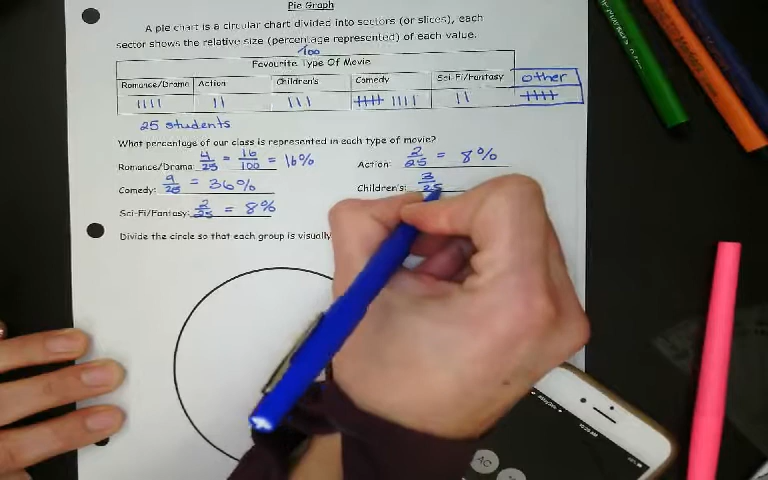 Pie Graph
A pie chart is a circular chart divided into sectors (or slices), each
sector shows the relative size (percentage represented) of each value.
/100
Favourite Type Of Movie
Romance/Drama Action Children's Comedy Sci-Fi/Fantasy other
25 students
What percentage of our class is represented in each type of movie?
Romance/Drama: 4/25 = 16/100 = 16% Action: 2/25 = 8%
Comedy: 9/25 = 36% Children's: 3/25
Sci-Fi/Fantasy: 2/25 = 8%
Divide the circle so that each group is visually
AC